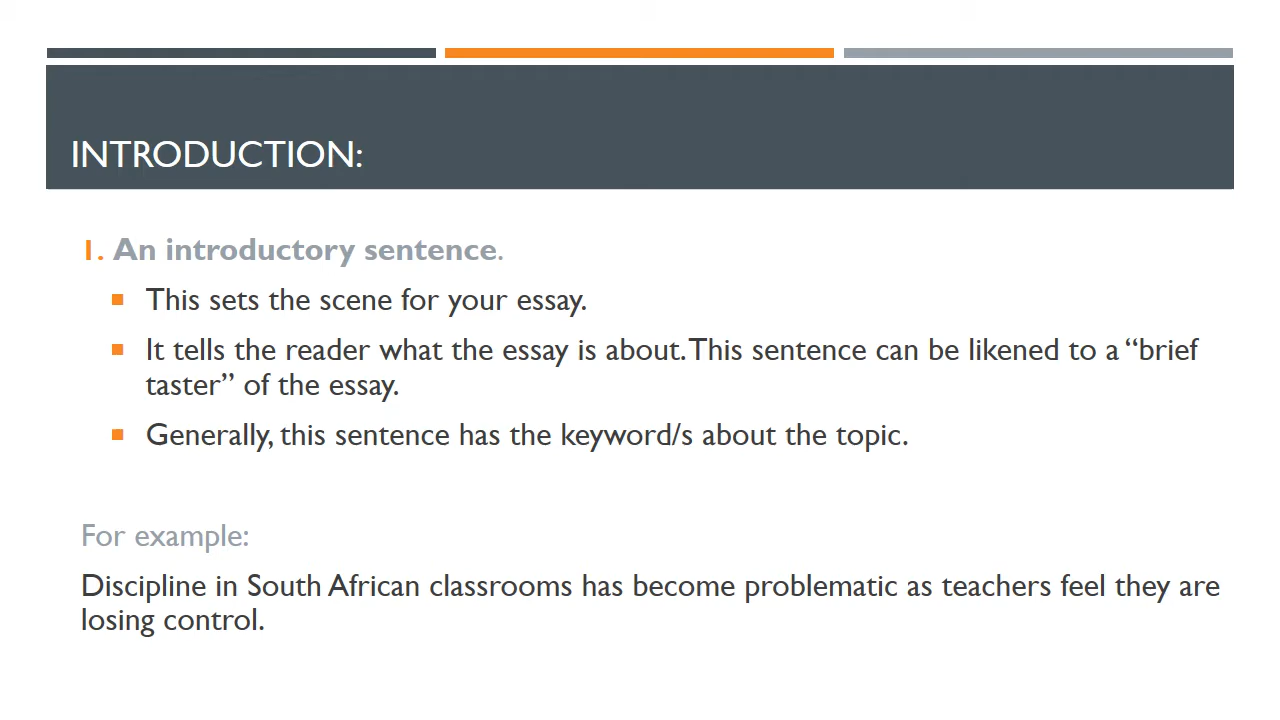 INTRODUCTION:
1. An introductory sentence.
▪ This sets the scene for your essay.
▪ It tells the reader what the essay is about. This sentence can be likened to a “brief
taster” of the essay.
▪ Generally, this sentence has the keyword/s about the topic.
For example:
Discipline in South African classrooms has become problematic as teachers feel they are
losing control.